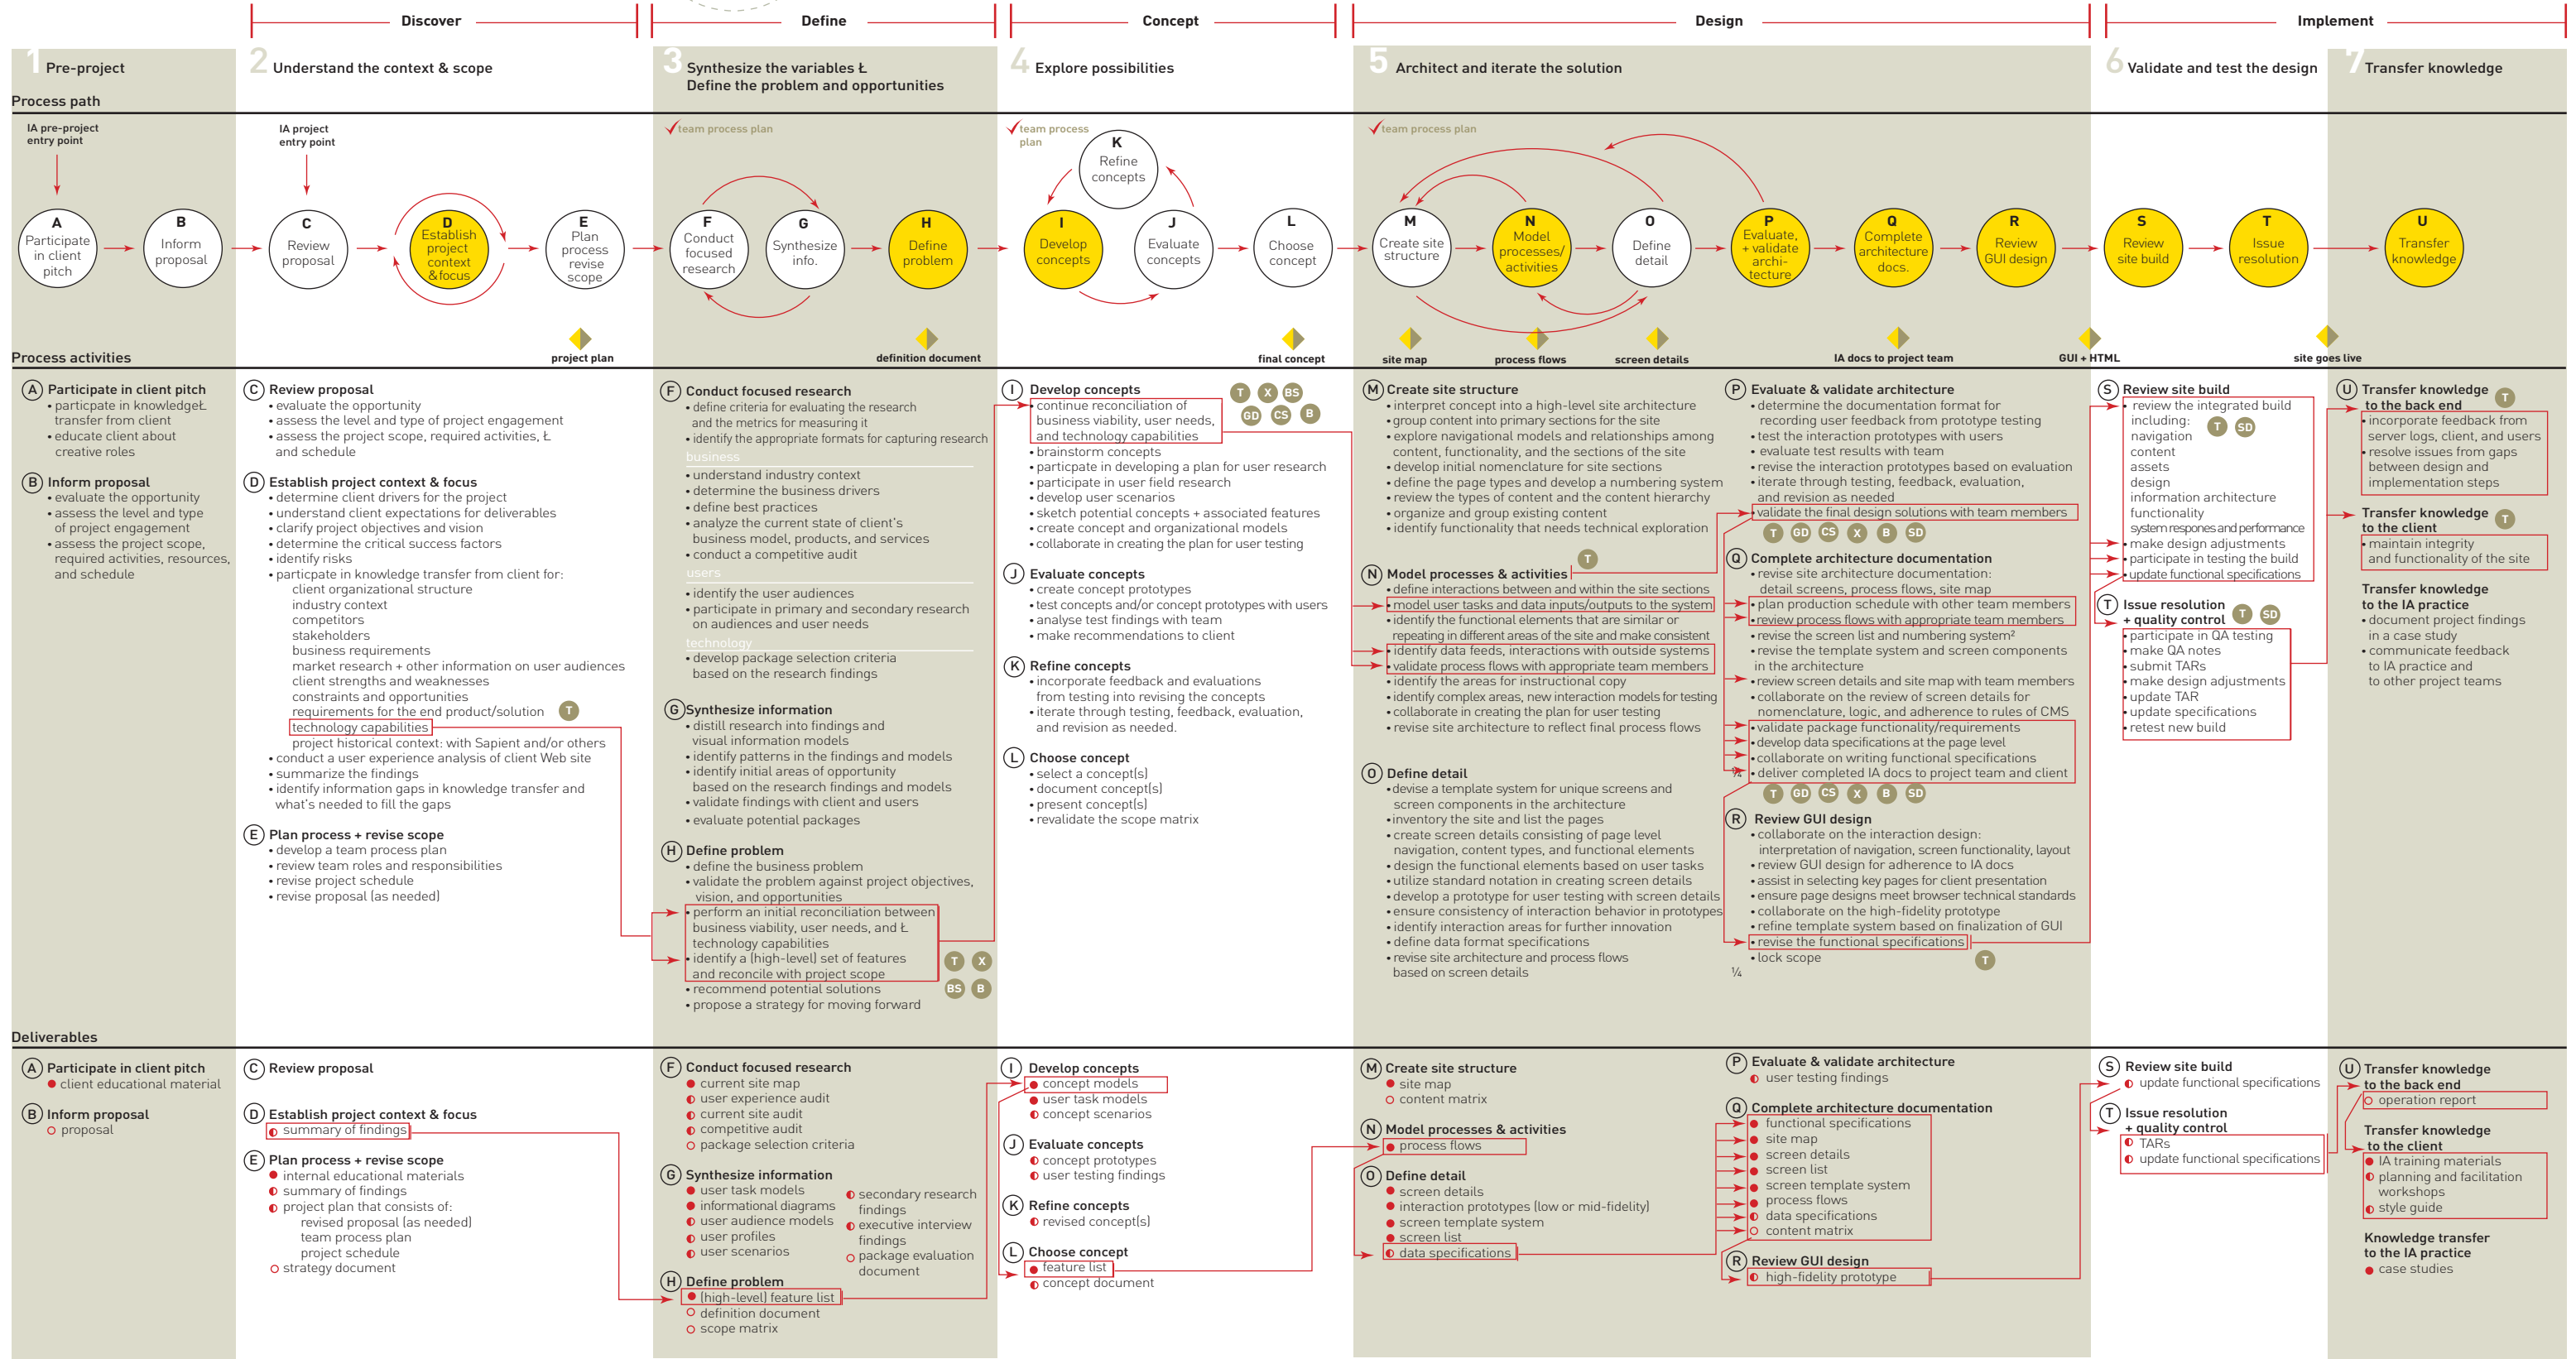 Discover
Define
Concept
Design
Implement
1 Pre-project
2 Understand the context & scope
3 Synthesize the variables Ł
Define the problem and opportunities
4 Explore possibilities
5 Architect and iterate the solution
6 Validate and test the design
7 Transfer knowledge
Process path
IA pre-project
entry point
IA project
entry point
team process plan
team process
plan
team process plan
A
Participate
in client
pitch
B
Inform
proposal
C
Review
proposal
D
Establish
project
context
&focus
E
Plan
process
revise
scope
F
Conduct
focused
research
G
Synthesize
info.
H
Define
problem
I
Develop
concepts
J
Evaluate
concepts
K
Refine
concepts
L
Choose
concept
M
Create site
structure
N
Model
processes/
activities
O
Define
detail
P
Evaluate,
+ validate
archi-
tecture
Q
Complete
architecture
docs.
R
Review
GUI design
S
Review
site build
T
Issue
resolution
U
Transfer
knowledge
project plan
definition document
final concept
site map
process flows
screen details
IA docs to project team
GUI + HTML
site goes live
Process activities
A Participate in client pitch
• particpate in knowledgeŁ
transfer from client
• educate client about
creative roles
B Inform proposal
• evaluate the opportunity
• assess the level and type
of project engagement
• assess the project scope,
required activities, resources,
and schedule
C Review proposal
• evaluate the opportunity
• assess the level and type of project engagement
• assess the project scope, required activities, Ł
and schedule
D Establish project context & focus
• determine client drivers for the project
• understand client expectations for deliverables
• clarify project objectives and vision
• determine the critical success factors
• identify risks
• particpate in knowledge transfer from client for:
client organizational structure
industry context
competitors
stakeholders
business requirements
market research + other information on user audiences
client strengths and weaknesses
constraints and opportunities
requirements for the end product/solution T
technology capabilities
project historical context: with Sapient and/or others
• conduct a user experience analysis of client Web site
• summarize the findings
• identify information gaps in knowledge transfer and
what's needed to fill the gaps
E Plan process + revise scope
• develop a team process plan
• review team roles and responsibilities
• revise project schedule
• revise proposal (as needed)
F Conduct focused research
• define criteria for evaluating the research
and the metrics for measuring it
• identify the appropriate formats for capturing research
business
• understand industry context
• determine the business drivers
• define best practices
• analyze the current state of client's
business model, products, and services
• conduct a competitive audit
users
• identify the user audiences
• participate in primary and secondary research
on audiences and user needs
technology
• develop package selection criteria
based on the research findings
G Synthesize information
• distill research into findings and
visual information models
• identify patterns in the findings and models
• identify initial areas of opportunity
based on the research findings and models
• validate findings with client and users
• evaluate potential packages
H Define problem
• define the business problem
• validate the problem against project objectives,
vision, and opportunities
• perform an initial reconciliation between
business viability, user needs, and Ł
technology capabilities
• identify a (high-level) set of features
and reconcile with project scope
T X
BS B
• recommend potential solutions
• propose a strategy for moving forward
I Develop concepts
T X BS
GD CS B
• continue reconciliation of
business viability, user needs,
and technology capabilities
• brainstorm concepts
• participate in developing a plan for user research
• participate in user field research
• develop user scenarios
• sketch potential concepts + associated features
• create concept and organizational models
• collaborate in creating the plan for user testing
J Evaluate concepts
• create concept prototypes
• test concepts and/or concept prototypes with users
• analyse test findings with team
• make recommendations to client
K Refine concepts
• incorporate feedback and evaluations
from testing into revising the concepts
• iterate through testing, feedback, evaluation,
and revision as needed.
L Choose concept
• select a concept(s)
• document concept(s)
• present concept(s)
• revalidate the scope matrix
M Create site structure
• interpret concept into a high-level site architecture
• group content into primary sections for the site
• explore navigational models and relationships among
content, functionality, and the sections of the site
• develop initial nomenclature for site sections
• define the page types and develop a numbering system
• review the types of content and the content hierarchy
• organize and group existing content
• identify functionality that needs technical exploration
T
N Model processes & activities
• define interactions between and within the site sections
• model user tasks and data inputs/outputs to the system
• identify the functional elements that are similar or
repeating in different areas of the site and make consistent
• identify data feeds, interactions with outside systems
• validate process flows with appropriate team members
• identify the areas for instructional copy
• identify complex areas, new interaction models for testing
• collaborate in creating the plan for user testing
• revise site architecture to reflect final process flows
O Define detail
• devise a template system for unique screens and
screen components in the architecture
• inventory the site and list the pages
• create screen details consisting of page level
navigation, content types, and functional elements
• design the functional elements based on user tasks
• utilize standard notation in creating screen details
• develop a prototype for user testing with screen details
• ensure consistency of interaction behavior in prototypes
• identify interaction areas for further innovation
• define data format specifications
• revise site architecture and process flows
based on screen details
P Evaluate & validate architecture
• determine the documentation format for
recording user feedback from prototype testing
• test the interaction prototypes with users
• evaluate test results with team
• revise the interaction prototypes based on evaluation
• iterate through testing, feedback, evaluation,
and revision as needed
• validate the final design solutions with team members
T GD CS X B SD
Q Complete architecture documentation
• revise site architecture documentation:
detail screens, process flows, site map
• plan production schedule with other team members
• review process flows with appropriate team members
• revise the screen list and numbering system²
• revise the template system and screen components
in the architecture
• review screen details and site map with team members
• collaborate on the review of screen details for
nomenclature, logic, and adherence to rules of CMS
• validate package functionality/requirements
• develop data specifications at the page level
• collaborate on writing functional specifications
¼ • deliver completed IA docs to project team and client
T GD CS X B SD
R Review GUI design
• collaborate on the interaction design:
interpretation of navigation, screen functionality, layout
• review GUI design for adherence to IA docs
• assist in selecting key pages for client presentation
• ensure page designs meet browser technical standards
• collaborate on the high-fidelity prototype
• refine template system based on finalization of GUI
• revise the functional specifications
• lock scope T
¼
S Review site build
• review the integrated build
including: T SD
navigation
content
assets
design
information architecture
functionality
system respones and performance
• make design adjustments
• participate in testing the build
• update functional specifications
T Issue resolution
+ quality control T SD
• participate in QA testing
• make QA notes
• submit TARs
• make design adjustments
• update TAR
• update specifications
• retest new build
U Transfer knowledge
to the back end T
• incorporate feedback from
server logs, client, and users
• resolve issues from gaps
between design and
implementation steps
Transfer knowledge
to the client T
• maintain integrity
and functionality of the site
Transfer knowledge
to the IA practice
• document project findings
in a case study
• communicate feedback
to IA practice and
to other project teams
Deliverables
A Participate in client pitch
client educational material
B Inform proposal
proposal
C Review proposal
D Establish project context & focus
summary of findings
E Plan process + revise scope
internal educational materials
summary of findings
project plan that consists of:
revised proposal (as needed)
team process plan
project schedule
strategy document
F Conduct focused research
current site map
user experience audit
current site audit
competitive audit
package selection criteria
G Synthesize information
user task models
informational diagrams
user audience models
user profiles
user scenarios
secondary research
findings
executive interview
findings
package evaluation
document
H Define problem
(high-level) feature list
definition document
scope matrix
I Develop concepts
concept models
user task models
concept scenarios
J Evaluate concepts
concept prototypes
user testing findings
K Refine concepts
revised concept(s)
L Choose concept
feature list
concept document
M Create site structure
site map
content matrix
N Model processes & activities
process flows
O Define detail
screen details
interaction prototypes (low or mid-fidelity)
screen template system
screen list
data specifications
P Evaluate & validate architecture
user testing findings
Q Complete architecture documentation
functional specifications
site map
screen details
screen list
screen template system
process flows
data specifications
content matrix
R Review GUI design
high-fidelity prototype
S Review site build
update functional specifications
T Issue resolution
+ quality control
TARs
update functional specifications
U Transfer knowledge
to the back end
operation report
Transfer knowledge
to the client
IA training materials
planning and facilitation
workshops
style guide
Knowledge transfer
to the IA practice
case studies